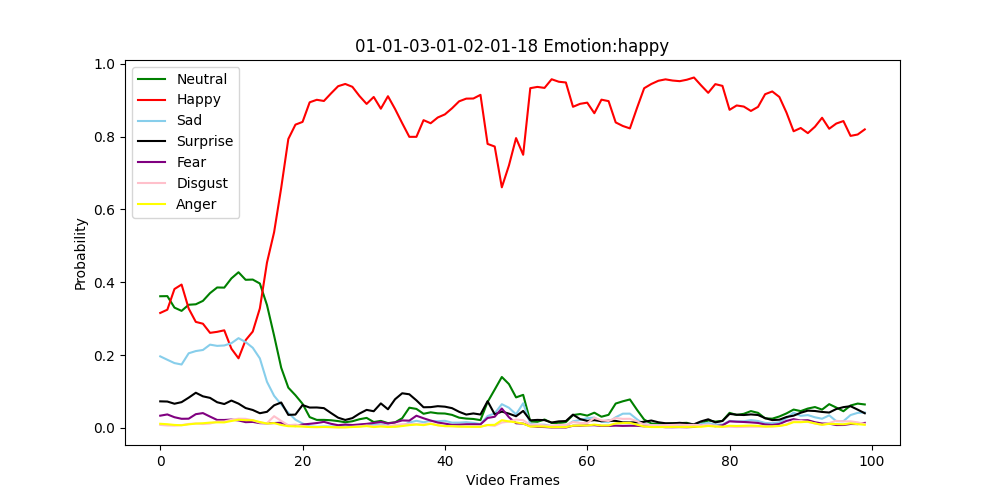 01-01-03-01-02-01-18 Emotion:happy
1.0
0.8
0.6
0.4
0.2
0.0
Probability
Neutral
Happy
Sad
Surprise
Fear
Disgust
Anger
0 20 40 60 80 100
Video Frames